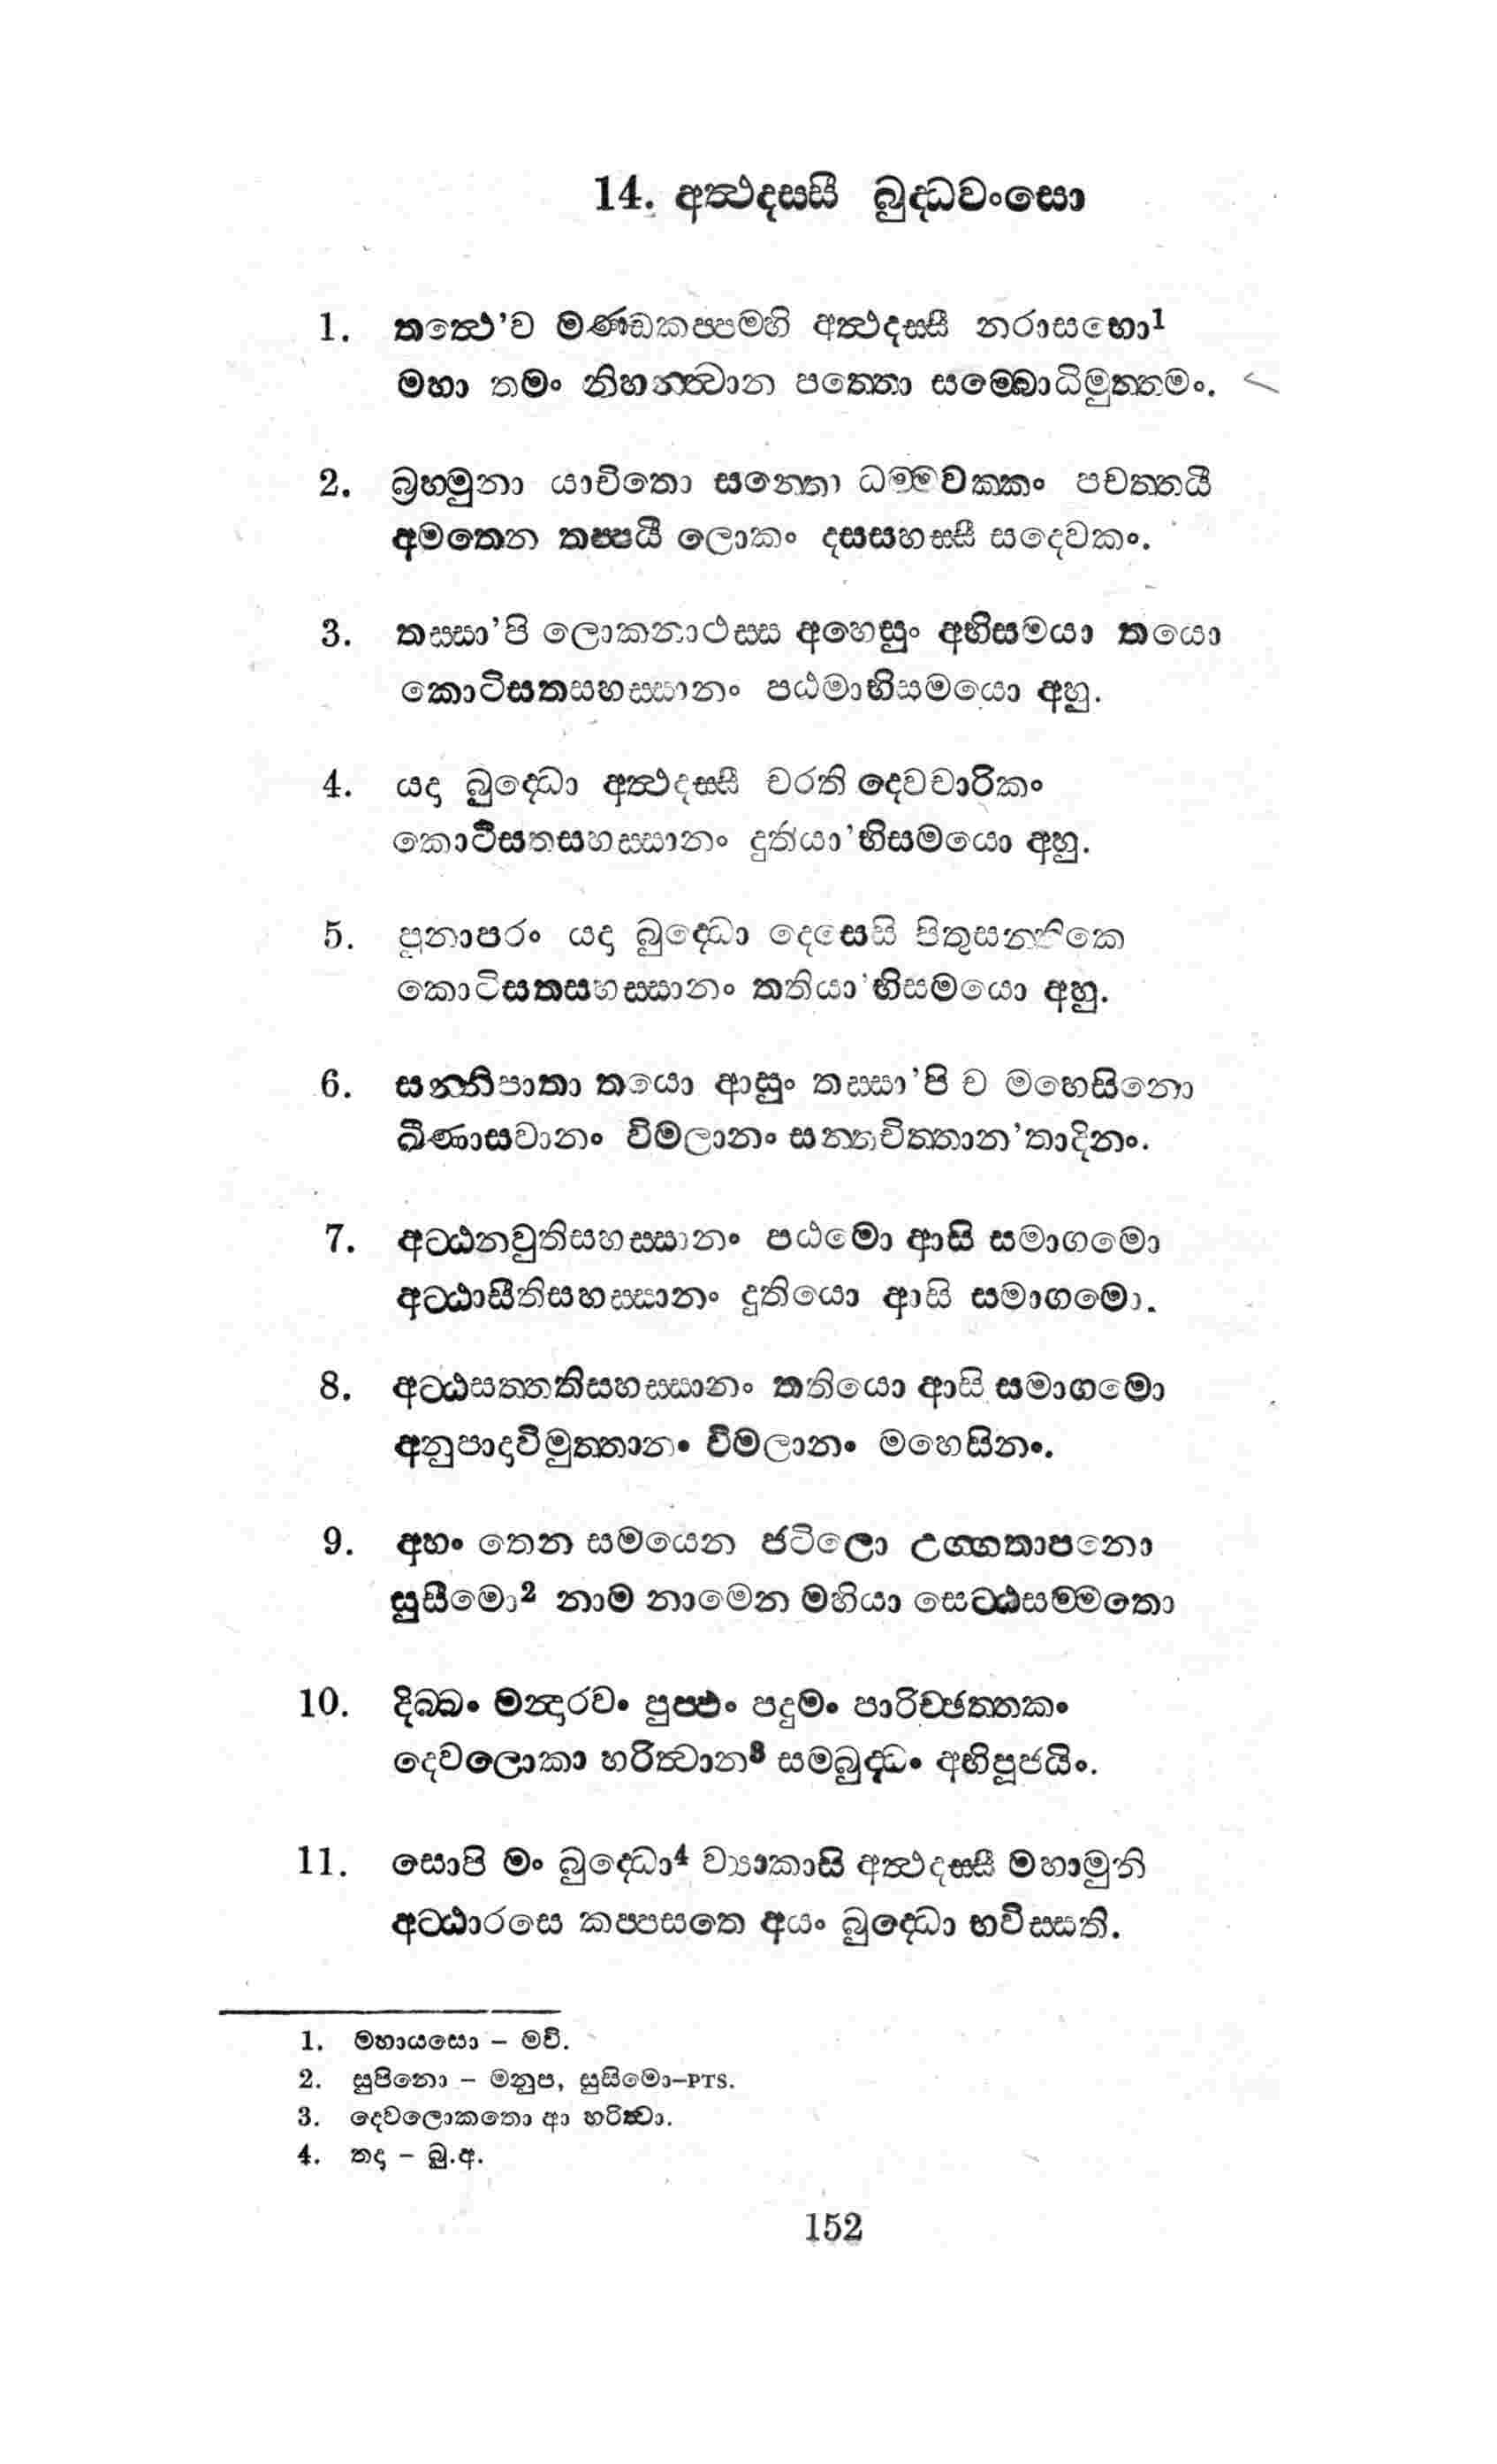 14. අත්‍ථදස්සී බුද්ධවංසො
1. තත්‍ථෙ’ව මණ්ඩකප්පම්හි අත්‍ථදස්සී නරාසභො1
මහා තමං නිහන්ත්‍වාන පත්තො සම්බොධිමුත්තමං.
2. බ්‍රහ්මුනා යාචිතො සන්තො ධම්මචක්කං පවත්තයී
අමතෙන තප්පයී ලොකං දසසහස්සී සදෙවකං.
3. තස්සා’පි ලොකනාථස්ස අහෙසුං අභිසමයා තයො
කොටිසතසහස්සානං පඨමාභිසමයො අහු.
4. යදා බුද්ධො අත්‍ථදස්සී චරති දෙවචාරිකං
කොටිසතසහස්සානං දුතියා’භිසමයො අහු.
5. පුනාපරං යදා බුද්ධො දෙසෙසි පිතුසන්තිකෙ
කොටිසතසහස්සානං තතියා’භිසමයො අහු.
6. සන්නිපාතා තයො ආසුං තස්සා’පි ච මහෙසිනො
ඛීණාසවානං විමලානං සන්තචිත්තාන’තාදිනං.
7. අට්ඨනවුතිසහස්සානං පඨමො ආසි සමාගමො
අට්ඨාසීතිසහස්සානං දුතියො ආසි සමාගමො.
8. අට්ඨසත්තතිසහස්සානං තතියො ආසි සමාගමො
අනුපාදාවිමුත්තානං විමලානං මහෙසිනං.
9. අහං තෙන සමයෙන ජටිලො උග්ගතාපනො
සුසීමො2 නාම නාමෙන මහියා සෙට්ඨසම්මතො
10. දිබ්බං මන්‍දාරවං පුප්ඵං පදුමං පාරිච්ඡත්තකං
දෙවලොකා හරිත්‍වාන3 සම්බුද්ධං අභිපූජයිං.
11. සොපි මං බුද්ධො4 ව්‍යාකාසි අත්‍ථදස්සී මහාමුනි
අට්ඨාරසෙ කප්පසතෙ අයං බුද්ධො භවිස්සති.
1. මහායසො – මවි.
2. සුපිනො – මනුප, සුසිමො–PTS.
3. දෙවලොකතො ආ හරිත්‍වා.
4. තදා – බු.අ.
152